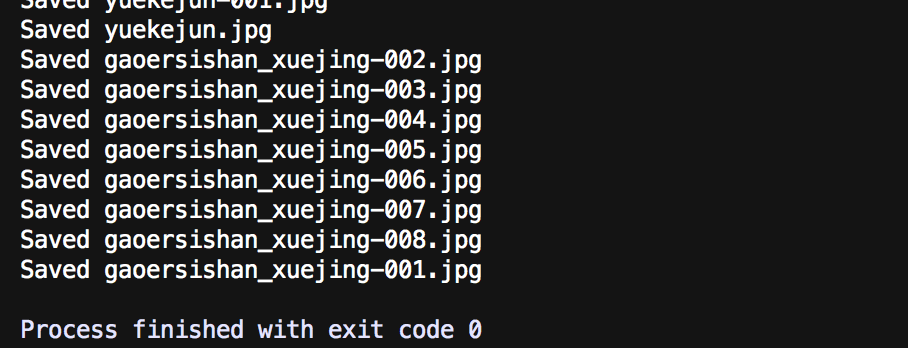 Saved yuekejun-001.jpg
Saved yuekejun.jpg
Saved gaoersishan_xuejing-002.jpg
Saved gaoersishan_xuejing-003.jpg
Saved gaoersishan_xuejing-004.jpg
Saved gaoersishan_xuejing-005.jpg
Saved gaoersishan_xuejing-006.jpg
Saved gaoersishan_xuejing-007.jpg
Saved gaoersishan_xuejing-008.jpg
Saved gaoersishan_xuejing-001.jpg
Process finished with exit code 0